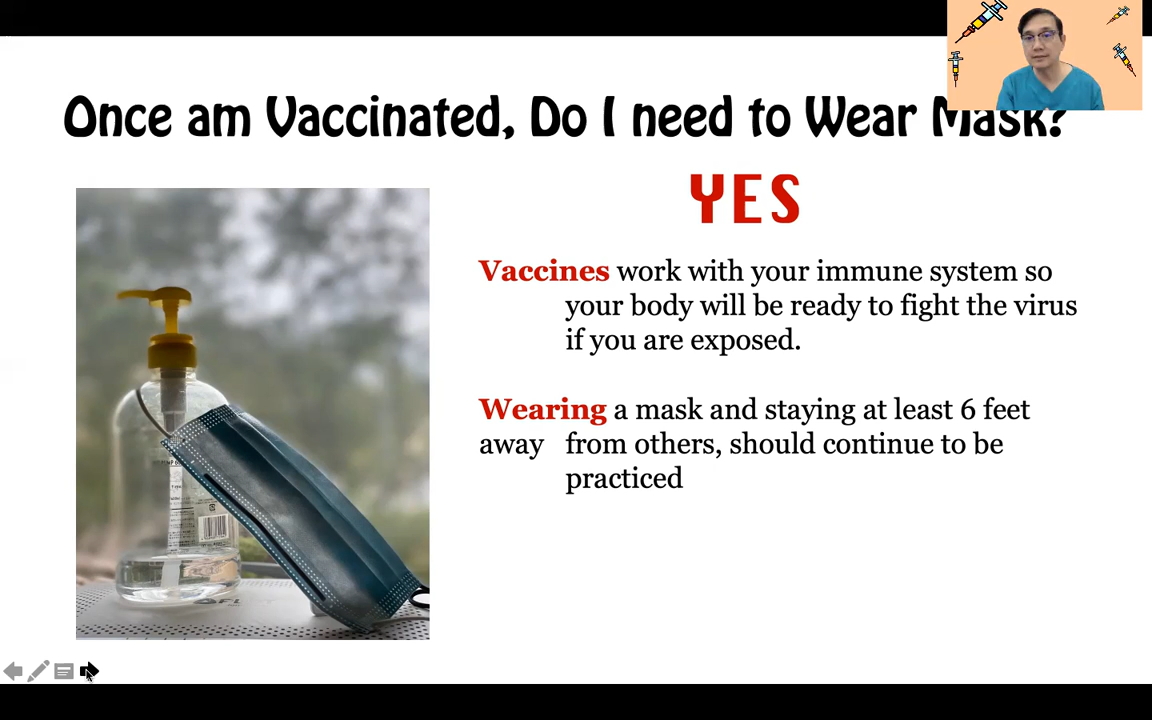 Once am Vaccinated, Do I need to Wear Mask?
YES
Vaccines work with your immune system so
your body will be ready to fight the virus
if you are exposed.
Wearing a mask and staying at least 6 feet
away from others, should continue to be
practiced